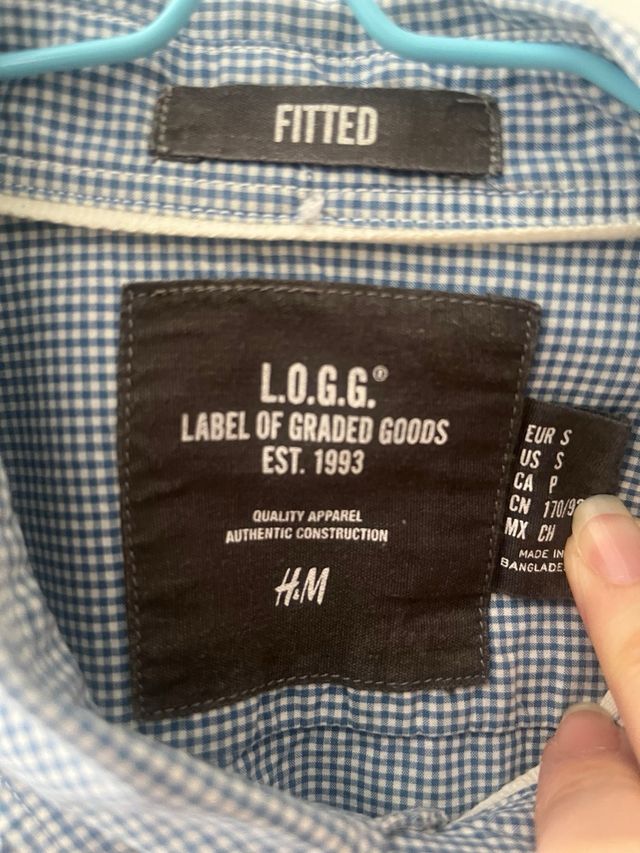 FITTED
L.O.G.G.®
LABEL OF GRADED GOODS
EST. 1993
QUALITY APPAREL
AUTHENTIC CONSTRUCTION
H&M
EUR S
US S
CA P
CN
MX CH
MADE IN